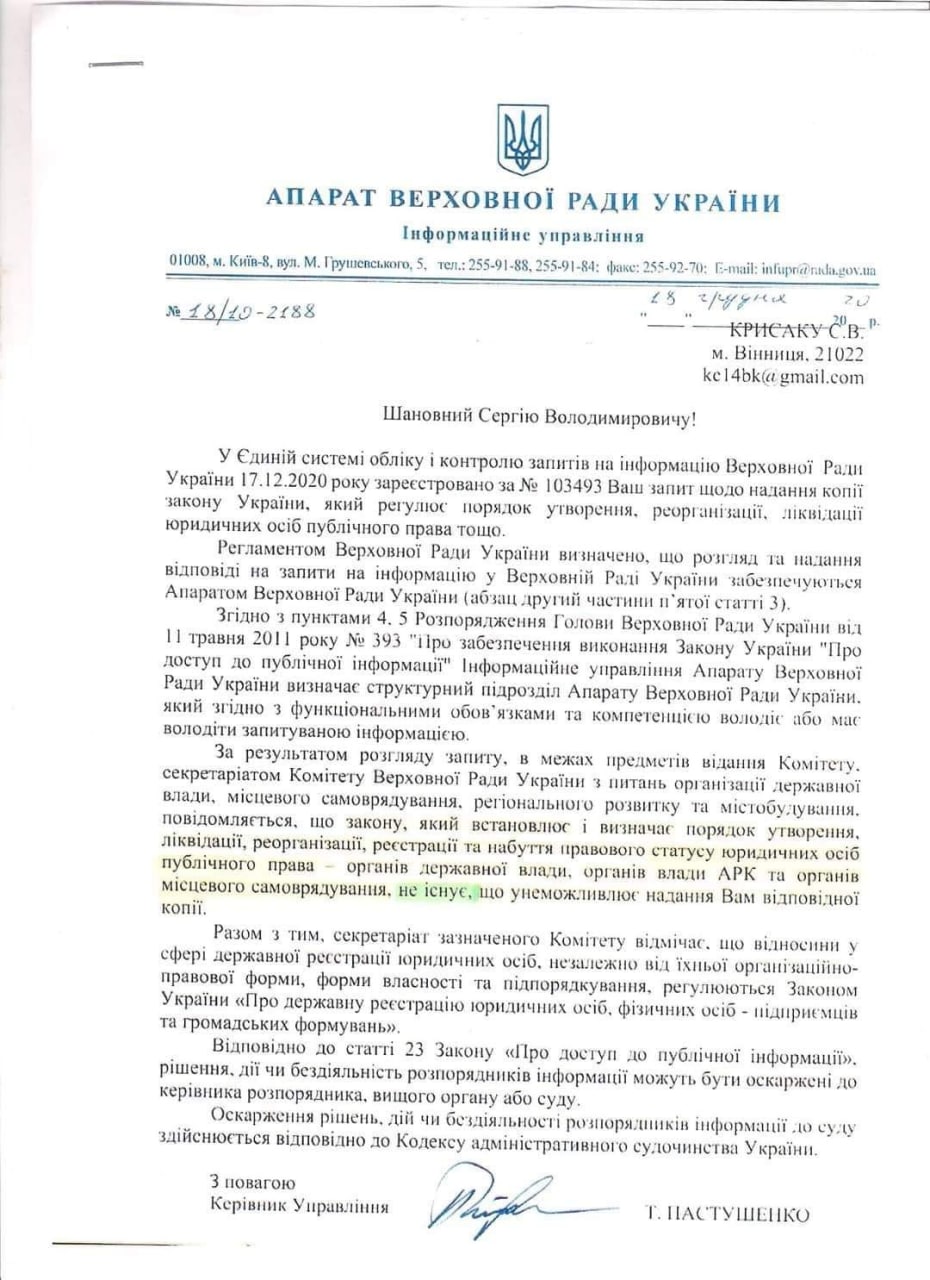 АПАРАТ ВЕРХОВНОЇ РАДИ УКРАЇНИ
Інформаційне управління
01008, м. Київ-8, вул. М. Грушевського, 5, тел.: 255-91-88, 255-91-84; факс: 255-92-70; E-mail: infupr@rada.gov.ua
№ 18/10-2188
18 грудня 20
"___" ____________ 20 р.
КРИСАКУ С.В.
м. Вінниця, 21022
kc14bk@gmail.com
Шановний Сергію Володимировичу!
У Єдиній системі обліку і контролю запитів на інформацію Верховної Ради
України 17.12.2020 року зареєстровано за № 103493 Ваш запит щодо надання копії
закону України, який регулює порядок утворення, реорганізації, ліквідації
юридичних осіб публічного права тощо.
Регламентом Верховної Ради України визначено, що розгляд та надання
відповіді на запити на інформацію у Верховній Раді України забезпечуються
Апаратом Верховної Ради України (абзац другий частини п'ятої статті 3).
Згідно з пунктами 4, 5 Розпорядження Голови Верховної Ради України від
11 травня 2011 року № 393 "Про забезпечення виконання Закону України "Про
доступ до публічної інформації" Інформаційне управління Апарату Верховної
Ради України визначає структурний підрозділ Апарату Верховної Ради України,
який згідно з функціональними обов'язками та компетенцією володіє або має
володіти запитуваною інформацією.
За результатом розгляду запиту, в межах предметів відання Комітету,
секретаріатом Комітету Верховної Ради України з питань організації державної
влади, місцевого самоврядування, регіонального розвитку та містобудування,
повідомляється, що закону, який встановлює і визначає порядок утворення,
ліквідації, реорганізації, реєстрації та набуття правового статусу юридичних осіб
публічного права – органів державної влади, органів влади АРК та органів
місцевого самоврядування, не існує, що унеможливлює надання Вам відповідної
копії.
Разом з тим, секретаріат зазначеного Комітету відмічає, що відносини у
сфері державної реєстрації юридичних осіб, незалежно від їхньої організаційно-
правової форми, форми власності та підпорядкування, регулюються Законом
України «Про державну реєстрацію юридичних осіб, фізичних осіб - підприємців
та громадських формувань».
Відповідно до статті 23 Закону «Про доступ до публічної інформації»,
рішення, дії чи бездіяльність розпорядників інформації можуть бути оскаржені до
керівника розпорядника, вищого органу або суду.
Оскарження рішень, дій чи бездіяльності розпорядників інформації до суду
здійснюється відповідно до Кодексу адміністративного судочинства України.
З повагою
Керівник Управління
Т. ПАСТУШЕНКО